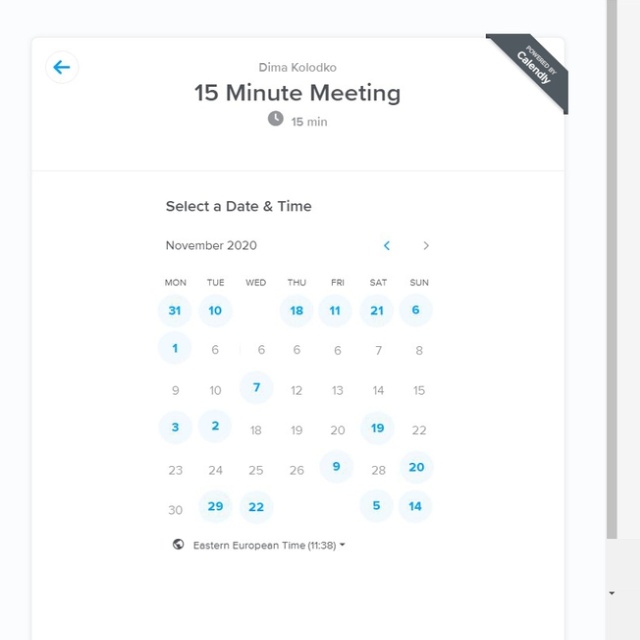 Dima Kolodko
POWERED BY
Calendly
15 Minute Meeting
15 min
Select a Date & Time
November 2020
MON TUE WED THU FRI SAT SUN
31 10 18 11 21 6
1 6 6 6 6 7 8
9 10 7 12 13 14 15
3 2 18 19 20 19 22
23 24 25 26 9 28 20
30 29 22 5 14
Eastern European Time (11:38)